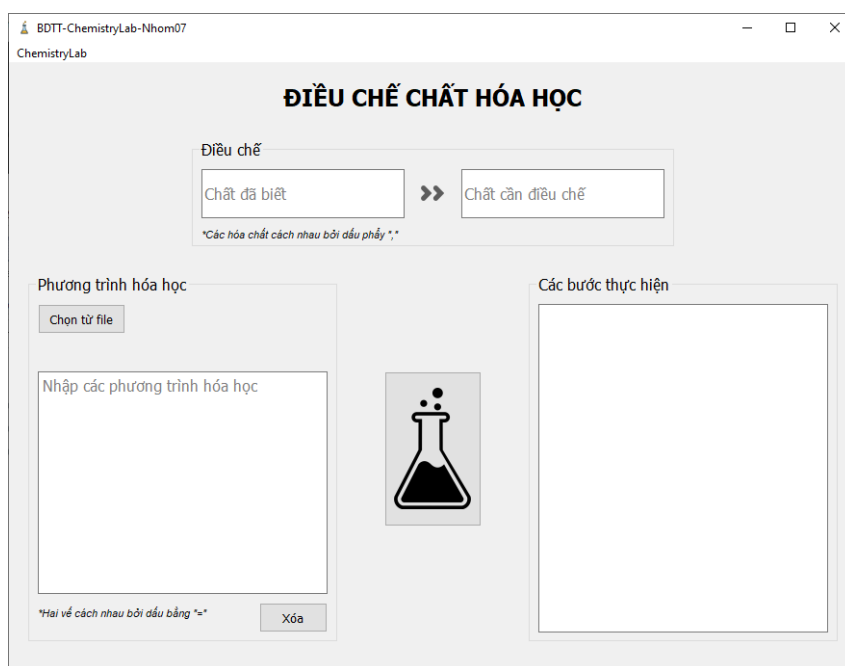 BDTT-ChemistryLab-Nhom07
ChemistryLab
ĐIỀU CHẾ CHẤT HÓA HỌC
Điều chế
Chất đã biết
Chất cần điều chế
*Các hóa chất cách nhau bởi dấu phẩy ","
Phương trình hóa học
Chọn từ file
Nhập các phương trình hóa học
*Hai vế cách nhau bởi dấu bằng "="
Xóa
Các bước thực hiện